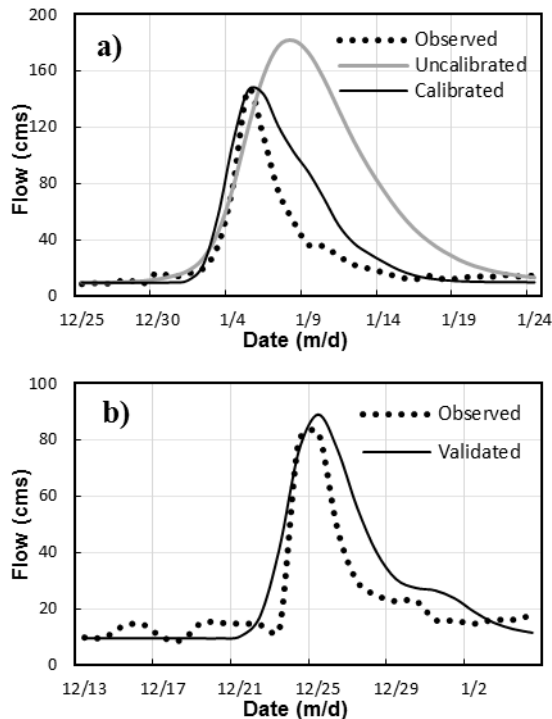 a)
Observed
Uncalibrated
Calibrated
Flow (cms)
200
160
120
80
40
0
12/25 12/30 1/4 1/9 1/14 1/19 1/24
Date (m/d)
b)
Observed
Validated
Flow (cms)
100
80
60
40
20
0
12/13 12/17 12/21 12/25 12/29 1/2
Date (m/d)